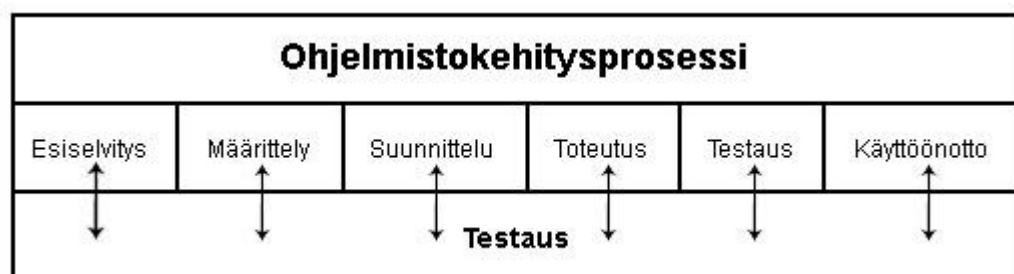 Ohjelmistokehitysprosessi
Esiselvitys Määrittely Suunnittelu Toteutus Testaus Käyttöönotto
Testaus